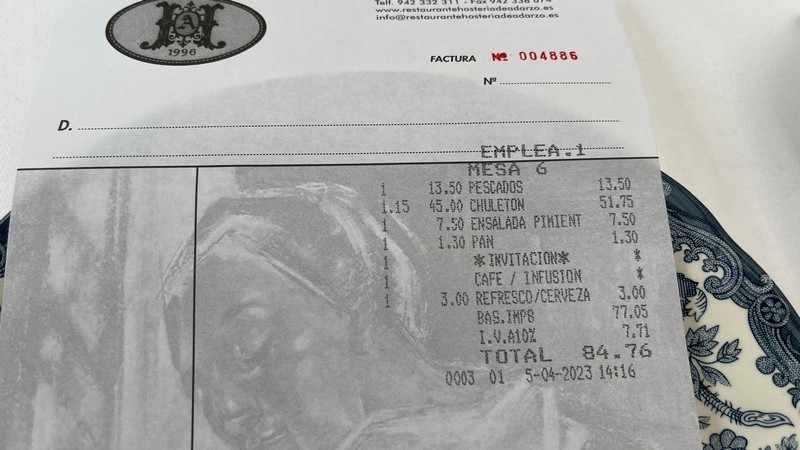 Telf. 942 332 311 - Fax 942 338 074
www.restaurantehosteriadeadarzo.es
info@restaurantehosteriadeadarzo.es
A
H
1996
FACTURA Nº 004886
Nº
D.
EMPLEA.1
MESA 6
1 13.50 PESCADOS 13.50
1.15 45.00 CHULETON 51.75
1 7.50 ENSALADA PIMIENT 7.50
1 1.30 PAN 1.30
1 *INVITACION* *
1 CAFE / INFUSION *
1 3.00 REFRESCO/CERVEZA 3.00
BAS.IMPS 77.05
I.V.A10% 7.71
TOTAL 84.76
0003 01 5-04-2023 14:16